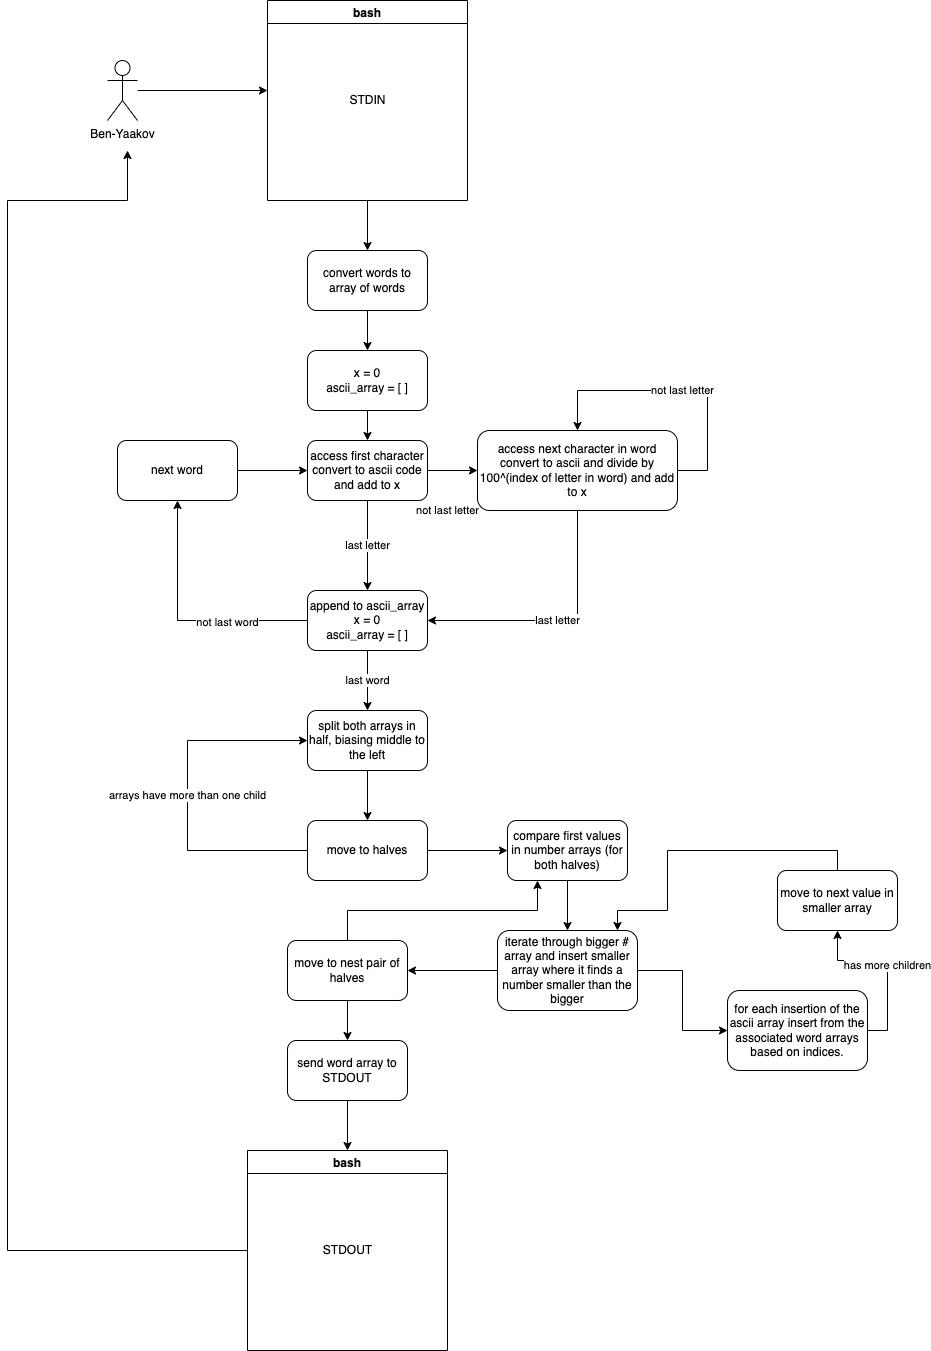 bash
STDIN
Ben-Yaakov
convert words to
array of words
x = 0
ascii_array = [ ]
not last letter
next word
access first character
convert to ascii code
and add to x
access next character in word
convert to ascii and divide by
100^(index of letter in word) and add
to x
not last letter
last letter
append to ascii_array
x = 0
ascii_array = [ ]
not last word
last letter
last word
split both arrays in
half, biasing middle to
the left
arrays have more than one child
move to halves
compare first values
in number arrays (for
both halves)
move to next value in
smaller array
move to nest pair of
halves
iterate through bigger #
array and insert smaller
array where it finds a
number smaller than the
bigger
has more children
for each insertion of the
ascii array insert from the
associated word arrays
based on indices.
send word array to
STDOUT
bash
STDOUT